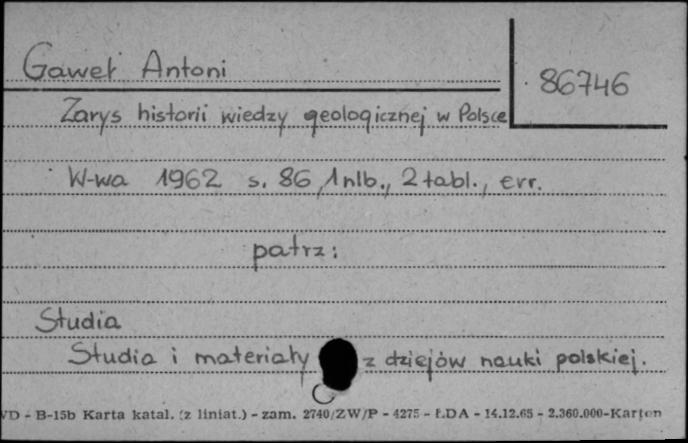 Gaweł Antoni
86746
Zarys historii wiedzy geologicznej w Polsce
W-wa 1962 s. 86, 1 nlb., 2 tabl., err.
patrz:
Studia
Studia i materiały z dziejów nauki polskiej.
C
VD - B-15b Karta katal. (z liniat.) - zam. 2740/ZW/P - 4275 - ŁDA - 14.12.65 - 2.360.000-Karton